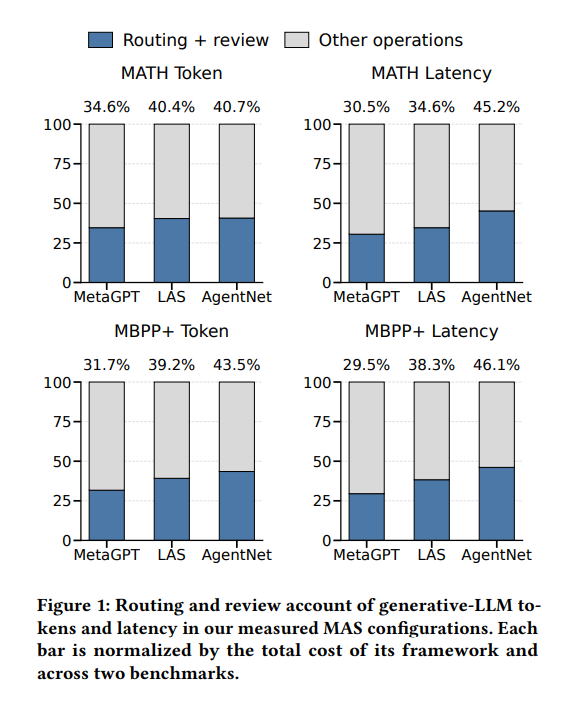 Routing + review Other operations
MATH Token MATH Latency
34.6% 40.4% 40.7% 30.5% 34.6% 45.2%
100 100
75 75
50 50
25 25
0 0
MetaGPT LAS AgentNet MetaGPT LAS AgentNet
MBPP+ Token MBPP+ Latency
31.7% 39.2% 43.5% 29.5% 38.3% 46.1%
100 100
75 75
50 50
25 25
0 0
MetaGPT LAS AgentNet MetaGPT LAS AgentNet
Figure 1: Routing and review account of generative-LLM to-
kens and latency in our measured MAS configurations. Each
bar is normalized by the total cost of its framework and
across two benchmarks.